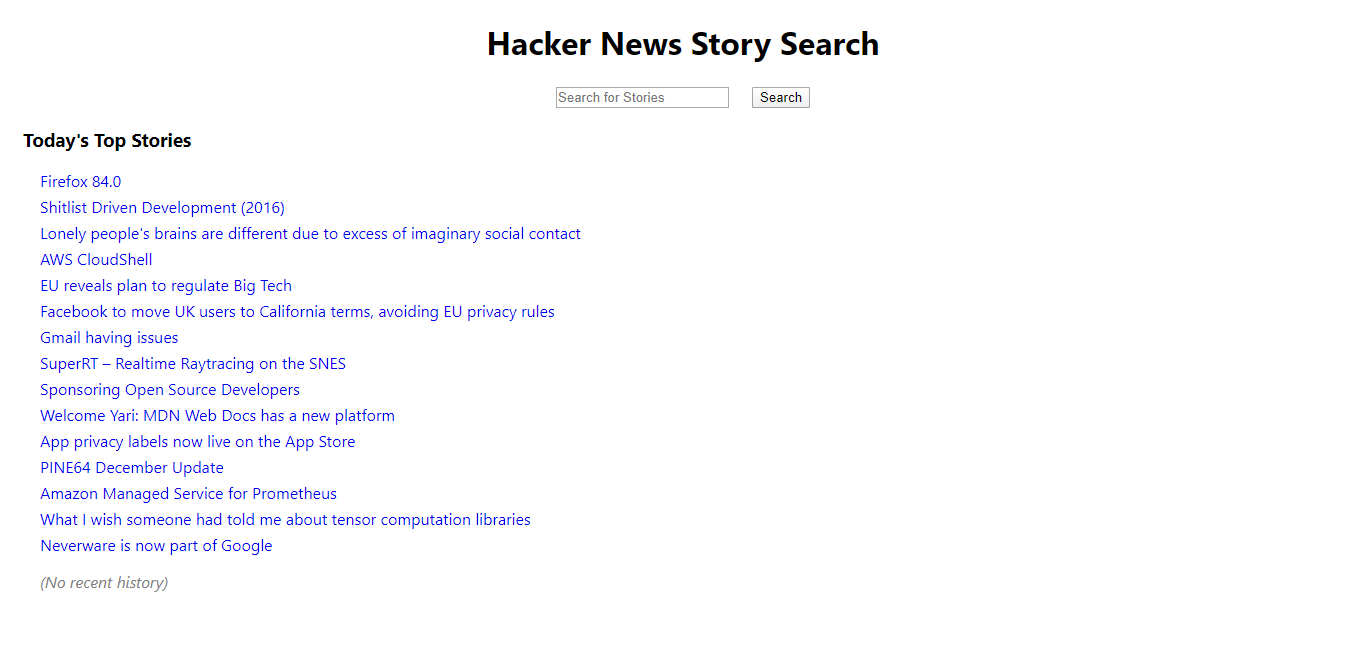 Hacker News Story Search
Search for Stories Search
Today's Top Stories
Firefox 84.0
Shitlist Driven Development (2016)
Lonely people's brains are different due to excess of imaginary social contact
AWS CloudShell
EU reveals plan to regulate Big Tech
Facebook to move UK users to California terms, avoiding EU privacy rules
Gmail having issues
SuperRT – Realtime Raytracing on the SNES
Sponsoring Open Source Developers
Welcome Yari: MDN Web Docs has a new platform
App privacy labels now live on the App Store
PINE64 December Update
Amazon Managed Service for Prometheus
What I wish someone had told me about tensor computation libraries
Neverware is now part of Google
(No recent history)